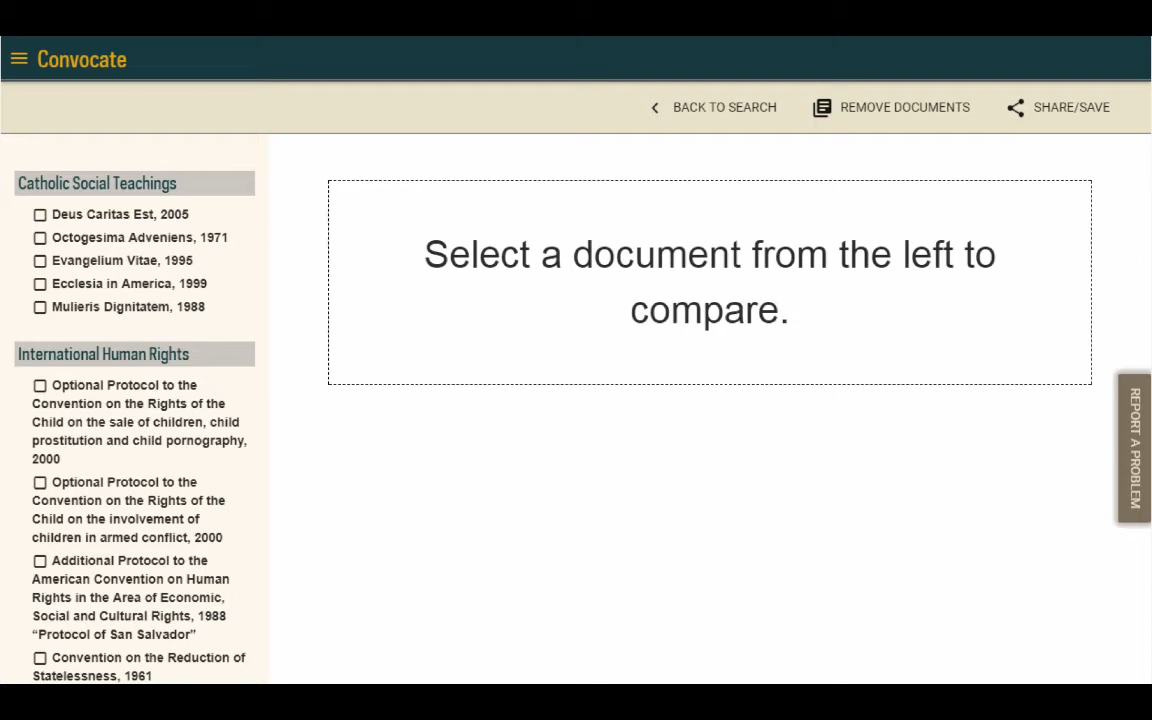 Convocate
BACK TO SEARCH
REMOVE DOCUMENTS
SHARE/SAVE
Catholic Social Teachings
Deus Caritas Est, 2005
Octogesima Adveniens, 1971
Evangelium Vitae, 1995
Ecclesia in America, 1999
Mulieris Dignitatem, 1988
International Human Rights
Optional Protocol to the
Convention on the Rights of the
Child on the sale of children, child
prostitution and child pornography,
2000
Optional Protocol to the
Convention on the Rights of the
Child on the involvement of
children in armed conflict, 2000
Additional Protocol to the
American Convention on Human
Rights in the Area of Economic,
Social and Cultural Rights, 1988
“Protocol of San Salvador”
Convention on the Reduction of
Statelessness, 1961
Select a document from the left to
compare.
REPORT A PROBLEM